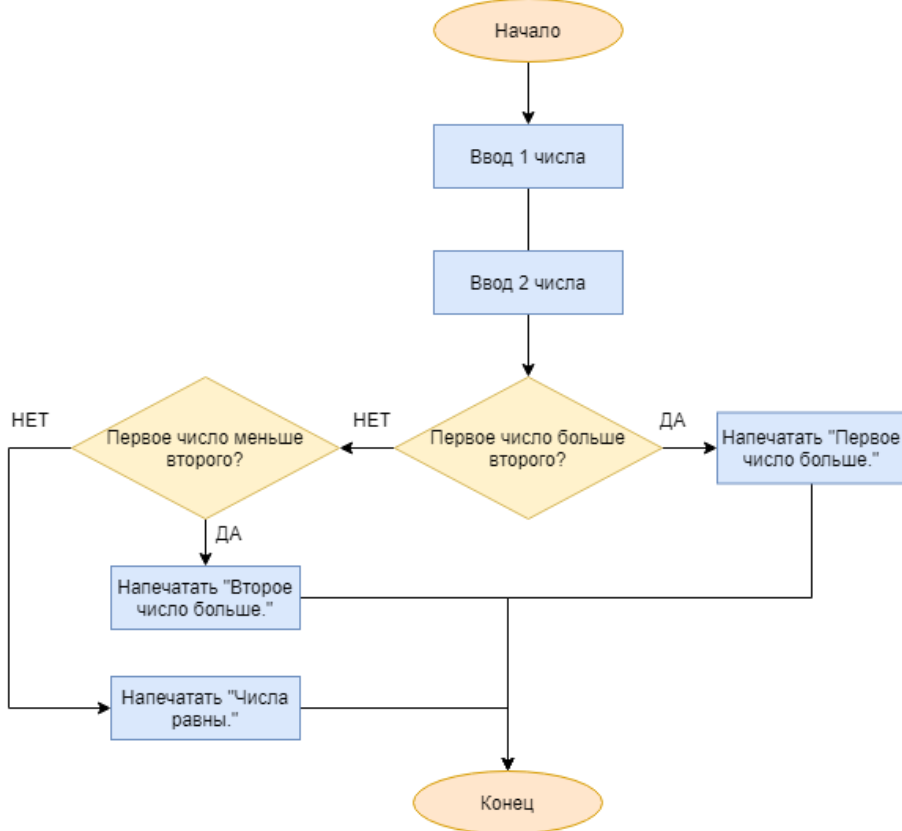 Начало
Ввод 1 числа
Ввод 2 числа
НЕТ
Первое число меньше
второго?
НЕТ
Первое число больше
второго?
ДА
Напечатать "Первое
число больше."
ДА
Напечатать "Второе
число больше."
Напечатать "Числа
равны."
Конец